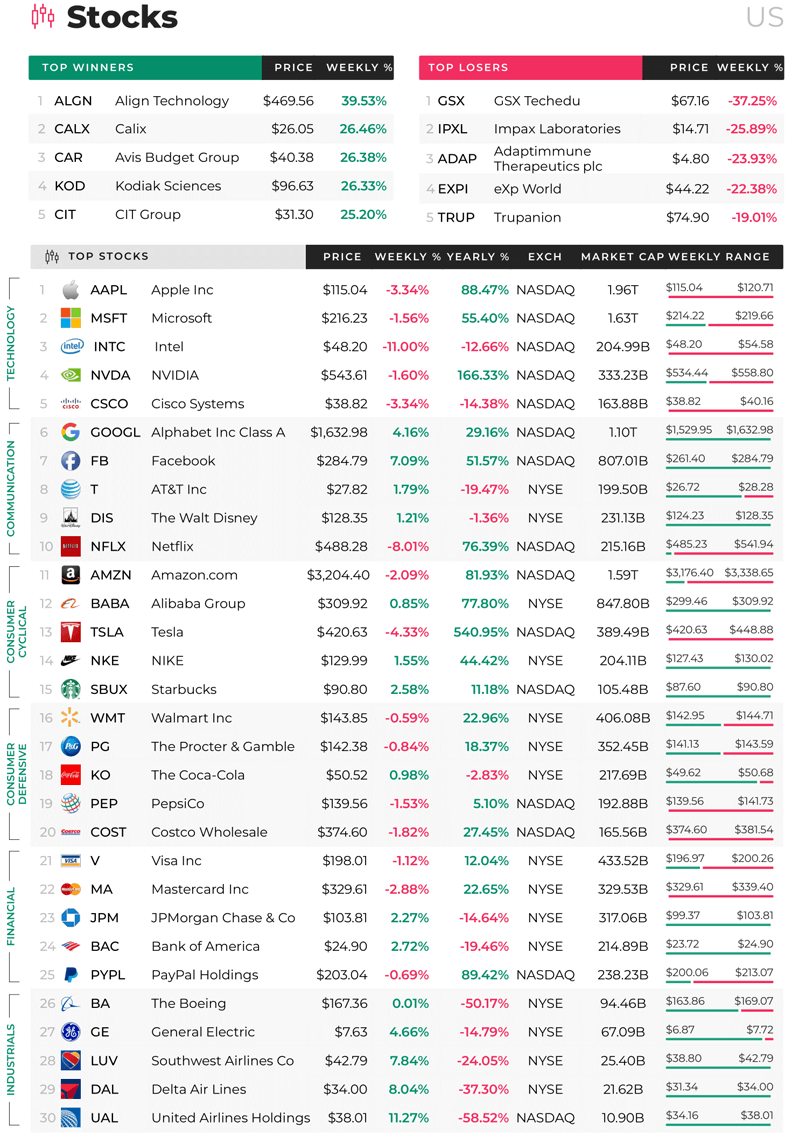 Stocks
US
TOP WINNERS PRICE WEEKLY %
1 ALGN Align Technology $469.56 39.53%
2 CALX Calix $26.05 26.46%
3 CAR Avis Budget Group $40.38 26.38%
4 KOD Kodiak Sciences $96.63 26.33%
5 CIT CIT Group $31.30 25.20%
TOP LOSERS PRICE WEEKLY %
1 GSX GSX Techedu $67.16 -37.25%
2 IPXL Impax Laboratories $14.71 -25.89%
3 ADAP Adaptimmune Therapeutics plc $4.80 -23.93%
4 EXPI eXp World $44.22 -22.38%
5 TRUP Trupanion $74.90 -19.01%
TOP STOCKS PRICE WEEKLY % YEARLY % EXCH MARKET CAP WEEKLY RANGE
TECHNOLOGY
1 AAPL Apple Inc $115.04 -3.34% 88.47% NASDAQ 1.96T $115.04 $120.71
2 MSFT Microsoft $216.23 -1.56% 55.40% NASDAQ 1.63T $214.22 $219.66
3 intel INTC Intel $48.20 -11.00% -12.66% NASDAQ 204.99B $48.20 $54.58
4 NVDA NVIDIA $543.61 -1.60% 166.33% NASDAQ 333.23B $534.44 $558.80
5 CISCO CSCO Cisco Systems $38.82 -3.34% -14.38% NASDAQ 163.88B $38.82 $40.16
COMMUNICATION
6 GOOGL Alphabet Inc Class A $1,632.98 4.16% 29.16% NASDAQ 1.10T $1,529.95 $1,632.98
7 FB Facebook $284.79 7.09% 51.57% NASDAQ 807.01B $261.40 $284.79
8 T AT&T Inc $27.82 1.79% -19.47% NYSE 199.50B $26.72 $28.28
9 DIS The Walt Disney $128.35 1.21% -1.36% NYSE 231.13B $124.23 $128.35
10 NETFLIX NFLX Netflix $488.28 -8.01% 76.39% NASDAQ 215.16B $485.23 $541.94
CONSUMER CYCLICAL
11 AMZN Amazon.com $3,204.40 -2.09% 81.93% NASDAQ 1.59T $3,176.40 $3,338.65
12 BABA Alibaba Group $309.92 0.85% 77.80% NYSE 847.80B $299.46 $309.92
13 TSLA Tesla $420.63 -4.33% 540.95% NASDAQ 389.49B $420.63 $448.88
14 NKE NIKE $129.99 1.55% 44.42% NYSE 204.11B $127.43 $130.02
15 SBUX Starbucks $90.80 2.58% 11.18% NASDAQ 105.48B $87.60 $90.80
CONSUMER DEFENSIVE
16 WMT Walmart Inc $143.85 -0.59% 22.96% NYSE 406.08B $142.95 $144.71
17 P&G PG The Procter & Gamble $142.38 -0.84% 18.37% NYSE 352.45B $141.13 $143.59
18 Coca-Cola KO The Coca-Cola $50.52 0.98% -2.83% NYSE 217.69B $49.62 $50.68
19 PEP PepsiCo $139.56 -1.53% 5.10% NASDAQ 192.88B $139.56 $141.73
20 Costco COST Costco Wholesale $374.60 -1.82% 27.45% NASDAQ 165.56B $374.60 $381.54
FINANCIAL
21 VISA V Visa Inc $198.01 -1.12% 12.04% NYSE 433.52B $196.97 $200.26
22 MasterCard MA Mastercard Inc $329.61 -2.88% 22.65% NYSE 329.53B $329.61 $339.40
23 JPM JPMorgan Chase & Co $103.81 2.27% -14.64% NYSE 317.06B $99.37 $103.81
24 BAC Bank of America $24.90 2.72% -19.46% NYSE 214.89B $23.72 $24.90
25 PYPL PayPal Holdings $203.04 -0.69% 89.42% NASDAQ 238.23B $200.06 $213.07
INDUSTRIALS
26 BA The Boeing $167.36 0.01% -50.17% NYSE 94.46B $163.86 $169.07
27 GE General Electric $7.63 4.66% -14.79% NYSE 67.09B $6.87 $7.72
28 LUV Southwest Airlines Co $42.79 7.84% -24.05% NYSE 25.40B $38.80 $42.79
29 DAL Delta Air Lines $34.00 8.04% -37.30% NYSE 21.62B $31.34 $34.00
30 UAL United Airlines Holdings $38.01 11.27% -58.52% NASDAQ 10.90B $34.16 $38.01